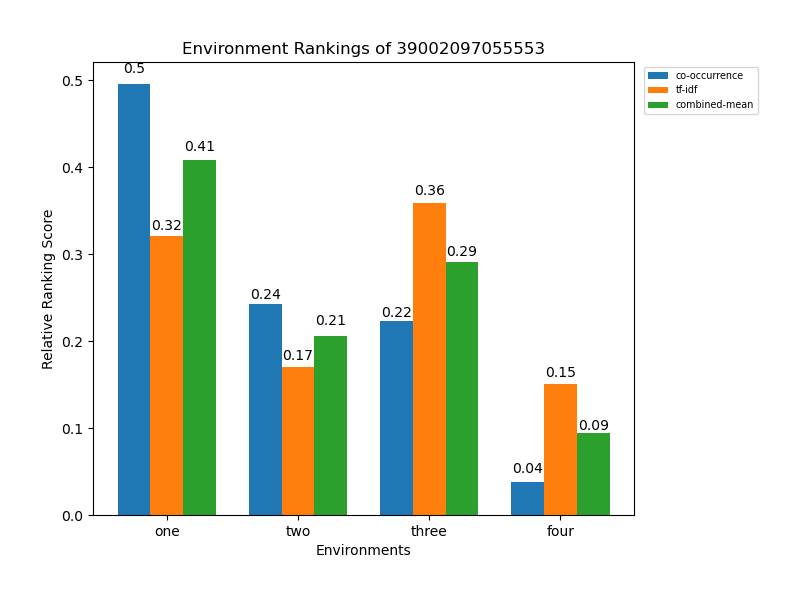 Environment Rankings of 39002097055553
co-occurrence
tf-idf
combined-mean
Relative Ranking Score
0.5
0.4
0.3
0.2
0.1
0.0
0.5
0.32
0.41
0.24
0.17
0.21
0.22
0.36
0.29
0.04
0.15
0.09
one two three four
Environments